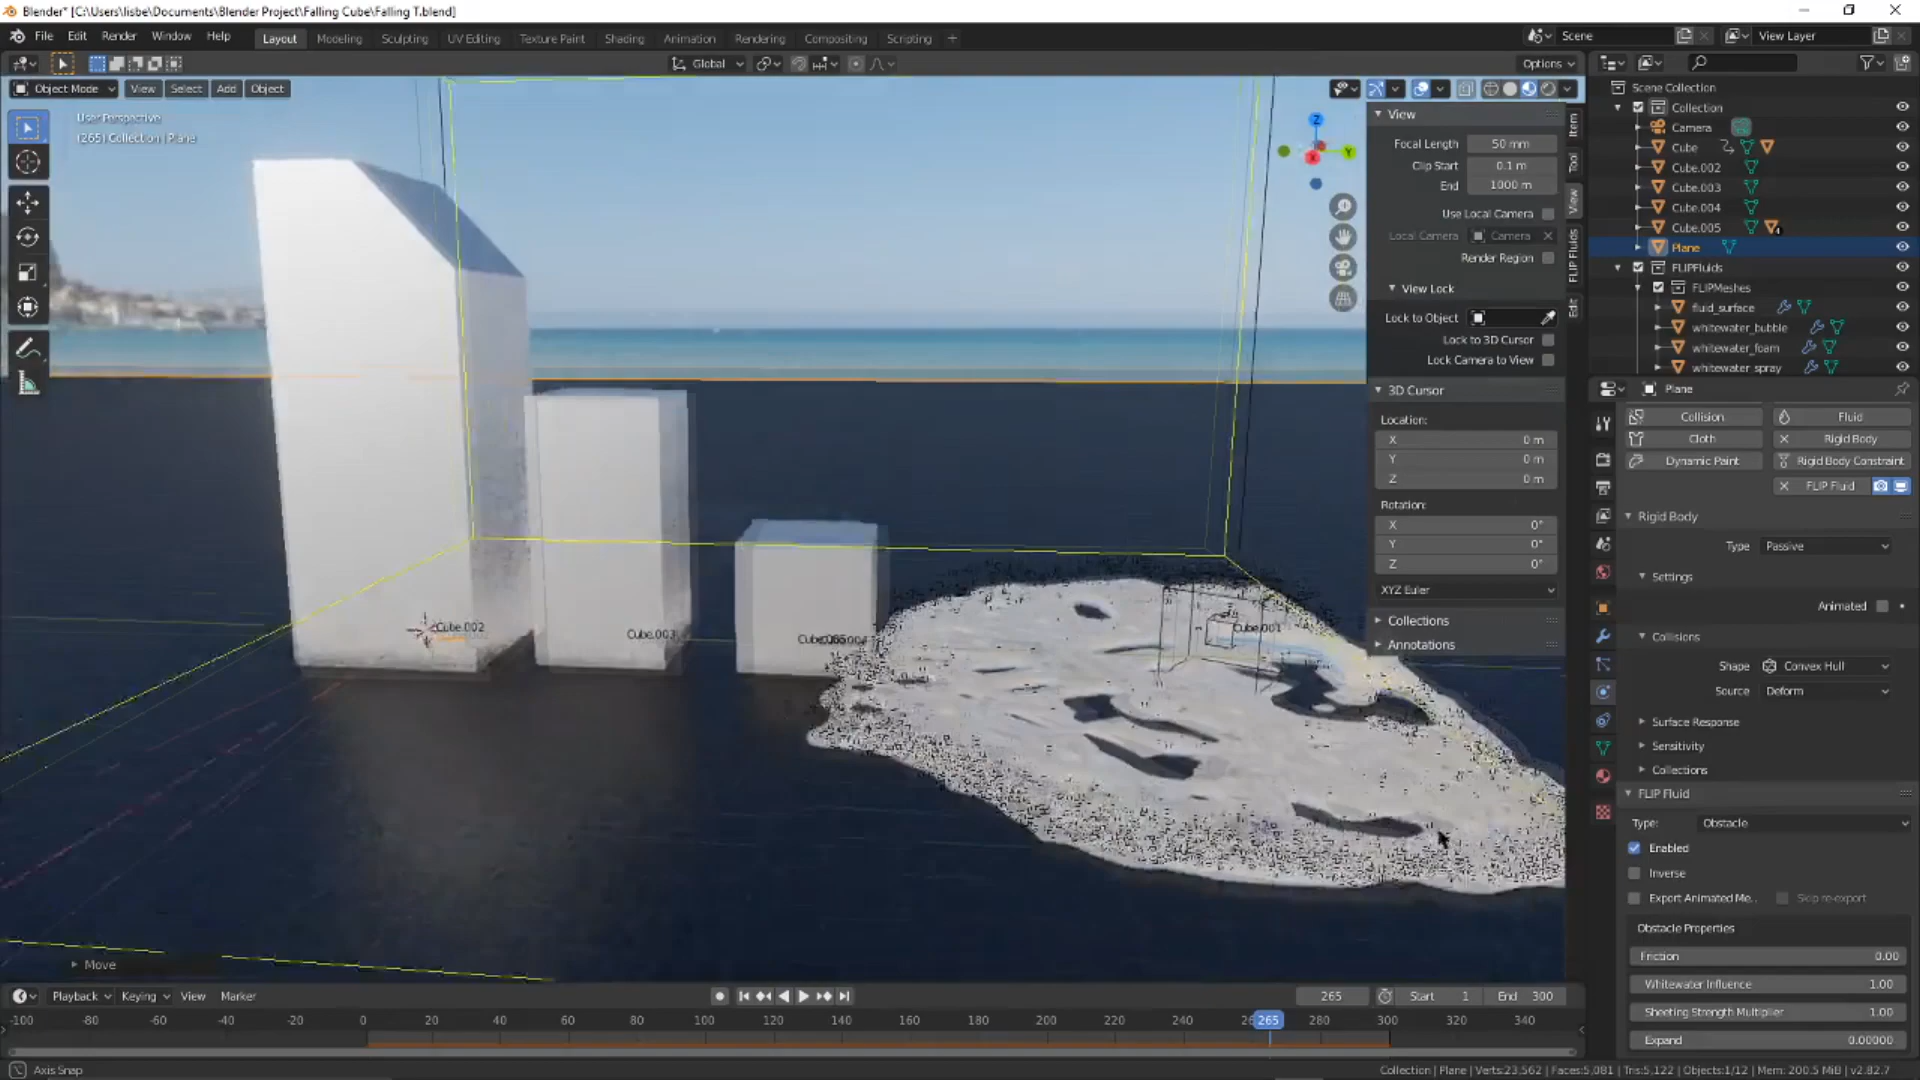 Blender* [C:\Users\lisbe\Documents\Blender Project\Falling Cube\Falling T.blend]
File Edit Render Window Help
Layout Modeling Sculpting UV Editing Texture Paint Shading Animation Rendering Compositing Scripting
Scene
View Layer
Global
Options
Object Mode View Select Add Object
User Perspective
(265) Collection | Plane
Z
Y
X
View
Focal Length 50 mm
Clip Start 0.1 m
End 1000 m
Use Local Camera
Local Camera Camera
Render Region
View Lock
Lock to Object
Lock to 3D Cursor
Lock Camera to View
3D Cursor
Location:
X 0 m
Y 0 m
Z 0 m
Rotation:
X 0°
Y 0°
Z 0°
XYZ Euler
Collections
Annotations
Item
Tool
View
FLIP Fluids
Edit
Cube.002
Cube.003
Cube.001
Move
Scene Collection
Collection
Camera
Cube
Cube.002
Cube.003
Cube.004
Cube.005
Plane
FLIPFluids
FLIPMeshes
fluid_surface
whitewater_bubble
whitewater_foam
whitewater_spray
Plane
Collision Fluid
Cloth Rigid Body
Dynamic Paint Rigid Body Constraint
FLIP Fluid
Rigid Body
Type Passive
Settings
Animated
Collisions
Shape Convex Hull
Source Deform
Surface Response
Sensitivity
Collections
FLIP Fluid
Type: Obstacle
Enabled
Inverse
Export Animated Me.. Skip re-export
Obstacle Properties
Friction 0.00
Whitewater Influence 1.00
Sheeting Strength Multiplier 1.00
Expand 0.00000
Playback Keying View Marker
265 Start 1 End 300
-100 -80 -60 -40 -20 0 20 40 60 80 100 120 140 160 180 200 220 240 265 280 300 320 340
Axis Snap
Collection | Plane | Verts:23,562 | Faces:5,081 | Tris:5,122 | Objects:1/12 | Mem: 200.5 MiB | v2.82.7